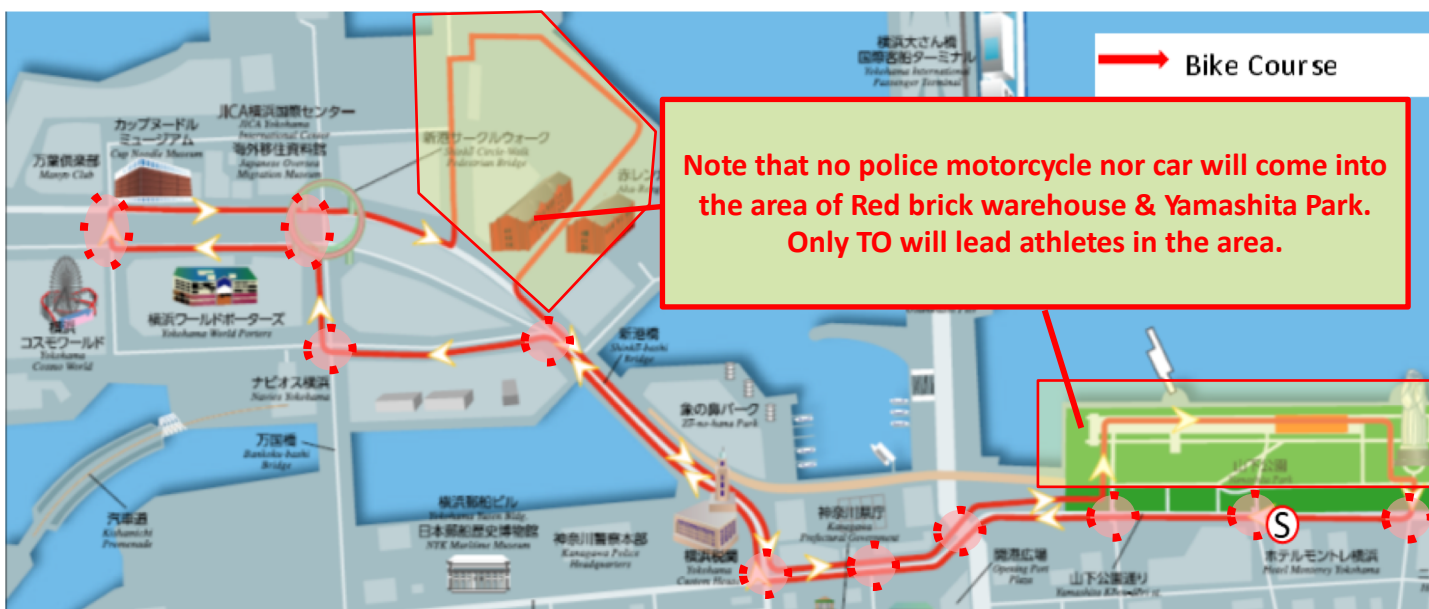 Bike Course
Note that no police motorcycle nor car will come into
the area of Red brick warehouse & Yamashita Park.
Only TO will lead athletes in the area.
横浜大さん橋
国際客船ターミナル
Yokohama International
Passenger Terminal
JICA横浜国際センター
JICA Yokohama
International Center
海外移住資料館
Japanese Oversea
Migration Museum
カップヌードル
ミュージアム
Cup Noodle Museum
万葉倶楽部
Manyo Club
新港サークルウォーク
Shinkō Circle-Walk
Pedestrian Bridge
赤レン
Aka-Reng
横浜
コスモワールド
Yokohama
Cosmo World
横浜ワールドポーターズ
Yokohama World Porters
ナビオス横浜
Navios Yokohama
新港橋
Shinkō-bashi
Bridge
万国橋
Bankoku-bashi
Bridge
象の鼻パーク
Zō-no-hana Park
汽車道
Kishamichi
Promenade
横浜郵船ビル
Yokohama Yusen Bldg.
日本郵船歴史博物館
NYK Maritime Museum
神奈川警察本部
Kanagawa Police
Headquarters
横浜税関
Yokohama
Custom House
神奈川県庁
Kanagawa
Prefectural Government
開港広場
Opening Port
Plaza
山下公園
Yamashita Park
山下公園通り
S
ホテルモントレ横浜
Hotel Monterey Yokohama